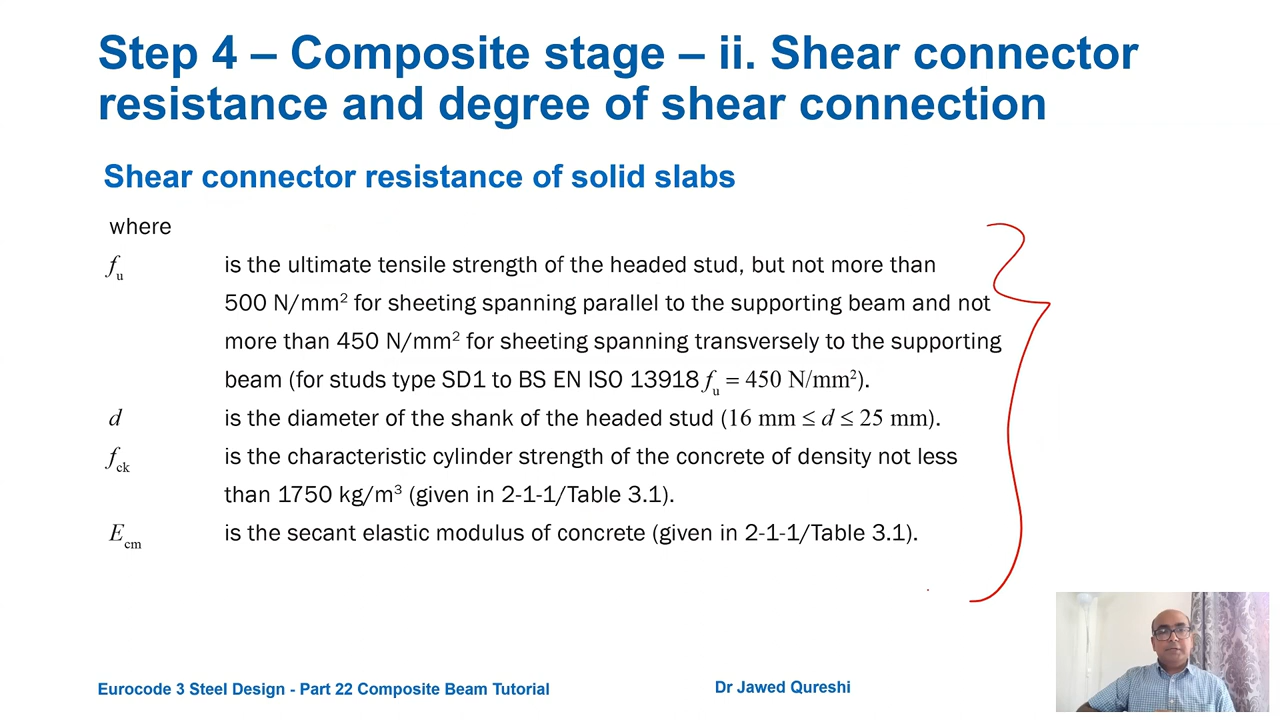 Step 4 – Composite stage – ii. Shear connector
resistance and degree of shear connection
Shear connector resistance of solid slabs
where
fu is the ultimate tensile strength of the headed stud, but not more than
500 N/mm² for sheeting spanning parallel to the supporting beam and not
more than 450 N/mm² for sheeting spanning transversely to the supporting
beam (for studs type SD1 to BS EN ISO 13918 fu = 450 N/mm²).
d is the diameter of the shank of the headed stud (16 mm ≤ d ≤ 25 mm).
fck is the characteristic cylinder strength of the concrete of density not less
than 1750 kg/m³ (given in 2-1-1/Table 3.1).
Ecm is the secant elastic modulus of concrete (given in 2-1-1/Table 3.1).
Eurocode 3 Steel Design - Part 22 Composite Beam Tutorial
Dr Jawed Qureshi